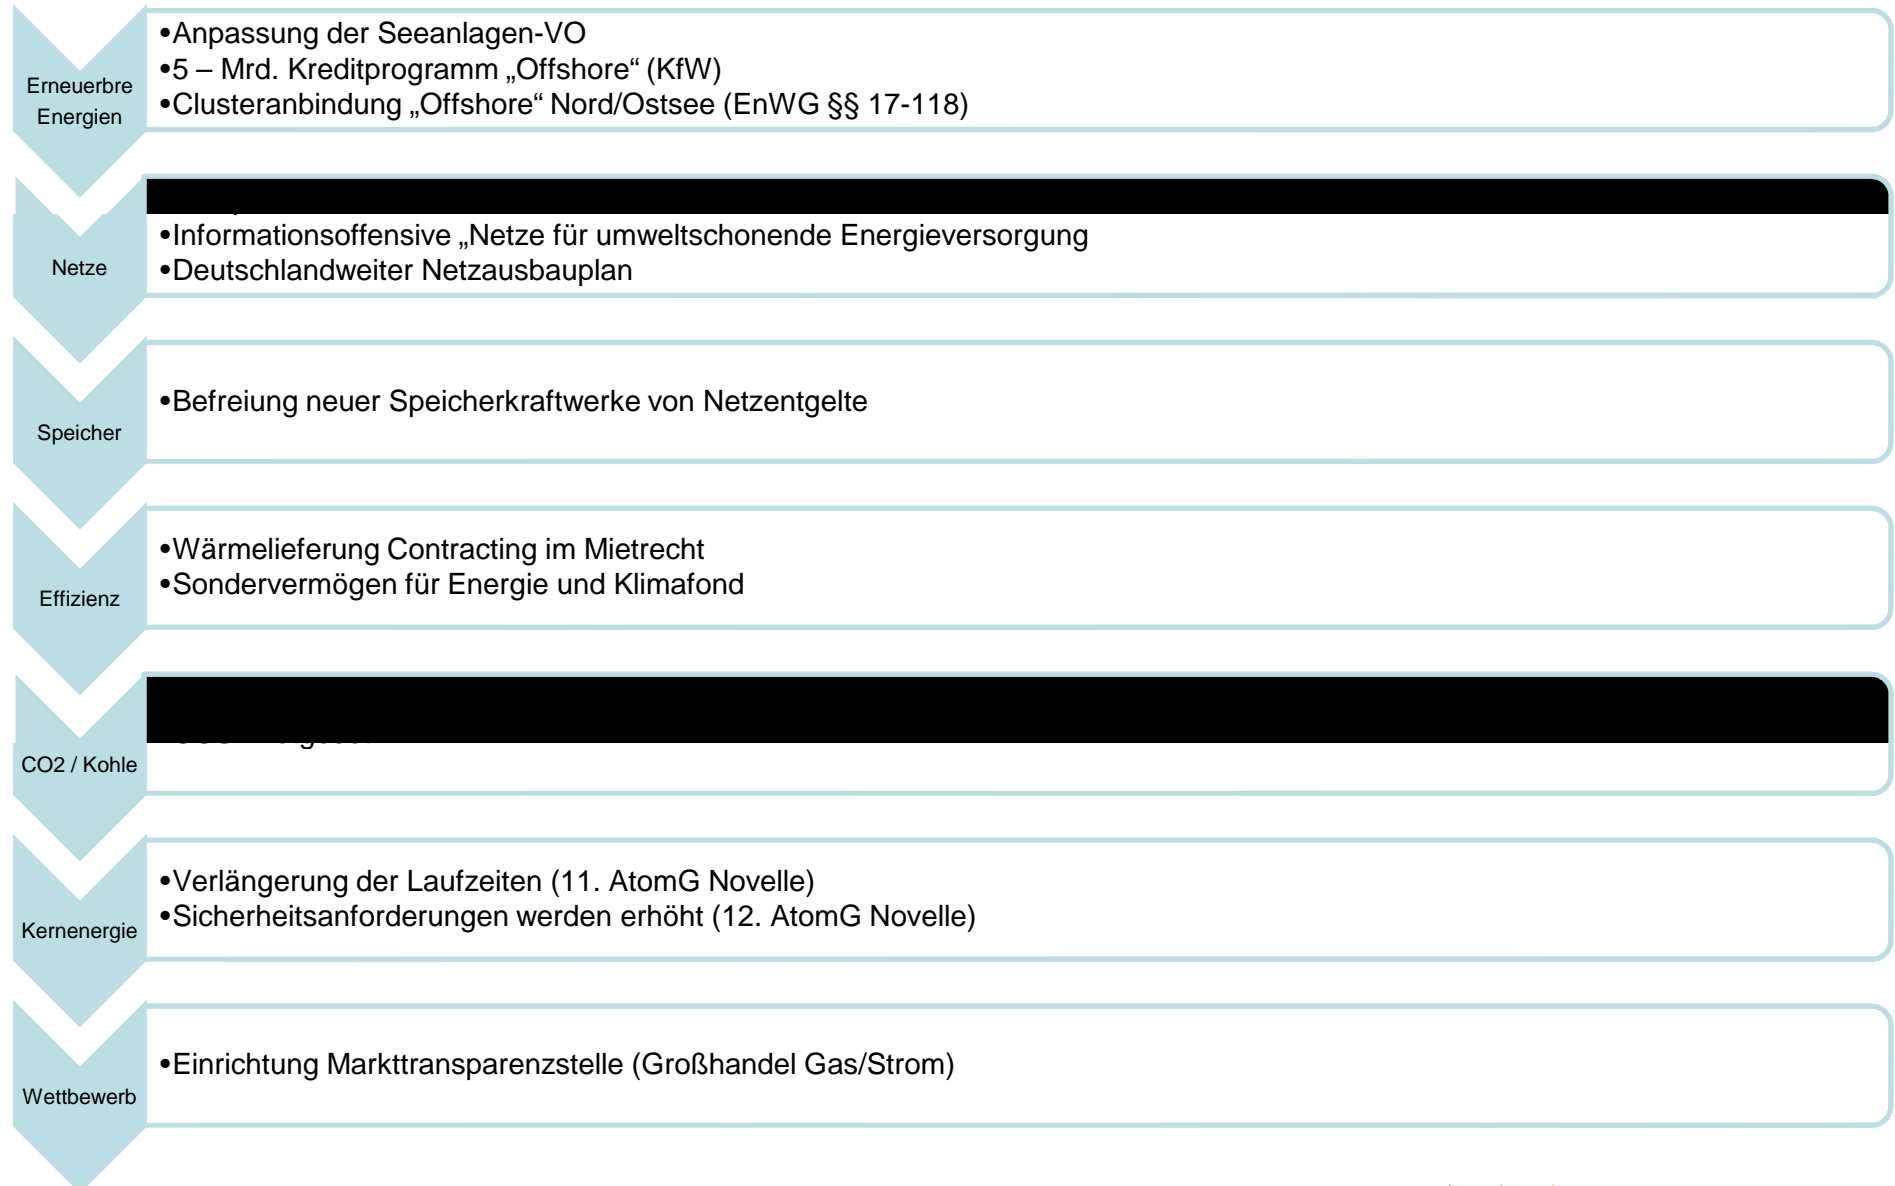 Erneuerbre
Energien
•Anpassung der Seeanlagen-VO
•5 – Mrd. Kreditprogramm „Offshore“ (KfW)
•Clusteranbindung „Offshore“ Nord/Ostsee (EnWG §§ 17-118)
Netze
•Informationsoffensive „Netze für umweltschonende Energieversorgung
•Deutschlandweiter Netzausbauplan
Speicher
•Befreiung neuer Speicherkraftwerke von Netzentgelte
Effizienz
•Wärmelieferung Contracting im Mietrecht
•Sondervermögen für Energie und Klimafond
CO2 / Kohle
Kernenergie
•Verlängerung der Laufzeiten (11. AtomG Novelle)
•Sicherheitsanforderungen werden erhöht (12. AtomG Novelle)
Wettbewerb
•Einrichtung Markttransparenzstelle (Großhandel Gas/Strom)